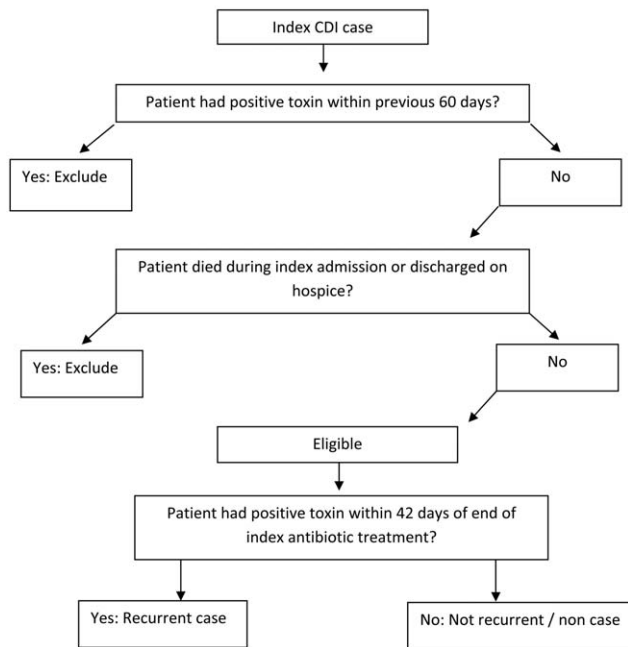 Index CDI case
Patient had positive toxin within previous 60 days?
Yes: Exclude
No
Patient died during index admission or discharged on
hospice?
Yes: Exclude
No
Eligible
Patient had positive toxin within 42 days of end of
index antibiotic treatment?
Yes: Recurrent case
No: Not recurrent / non case